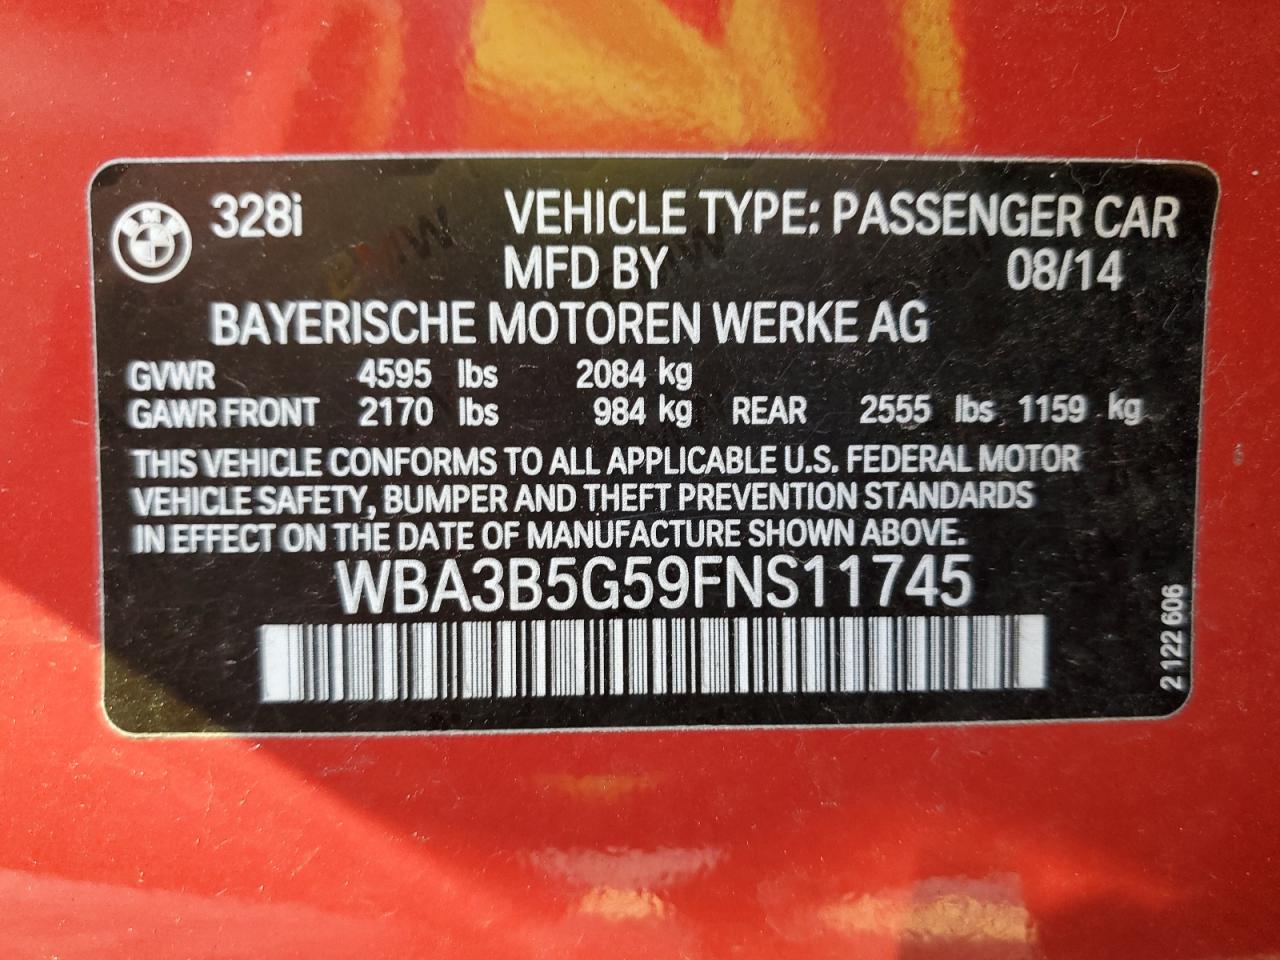 328i VEHICLE TYPE: PASSENGER CAR
MFD BY 08/14
BAYERISCHE MOTOREN WERKE AG
GVWR 4595 lbs 2084 kg
GAWR FRONT 2170 lbs 984 kg REAR 2555 lbs 1159 kg
THIS VEHICLE CONFORMS TO ALL APPLICABLE U.S. FEDERAL MOTOR
VEHICLE SAFETY, BUMPER AND THEFT PREVENTION STANDARDS
IN EFFECT ON THE DATE OF MANUFACTURE SHOWN ABOVE.
WBA3B5G59FNS11745
2 122 606
BMW